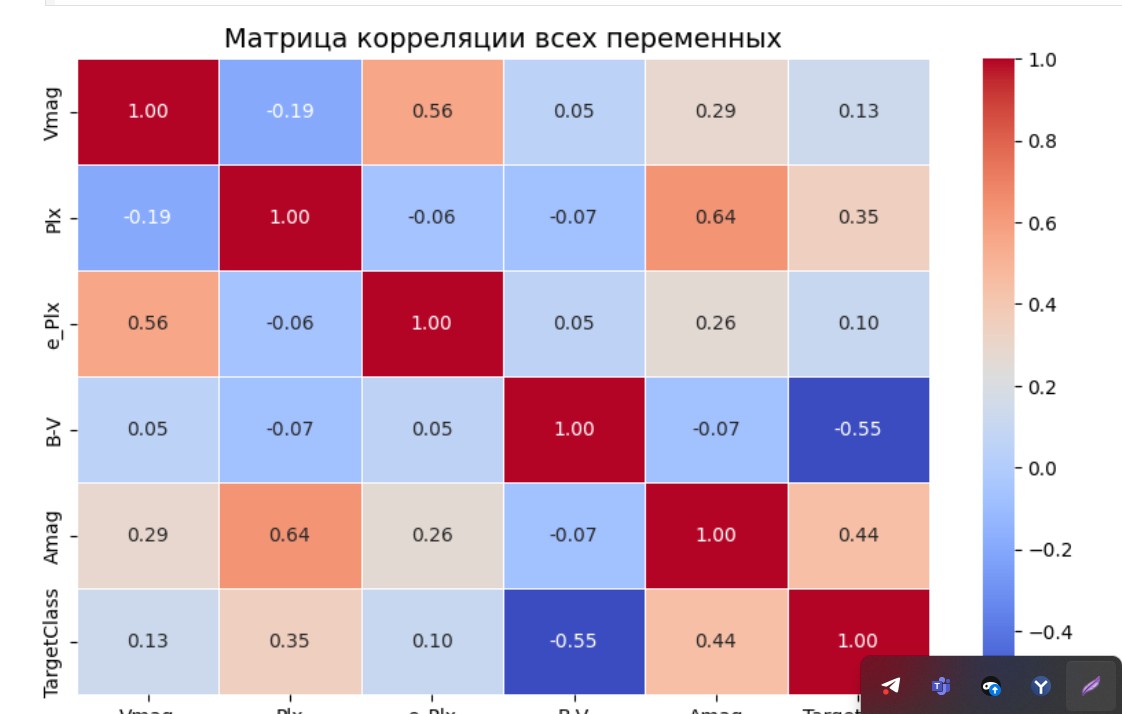 Матрица корреляции всех переменных
Vmag 1.00 -0.19 0.56 0.05 0.29 0.13
Plx -0.19 1.00 -0.06 -0.07 0.64 0.35
e_Plx 0.56 -0.06 1.00 0.05 0.26 0.10
B-V 0.05 -0.07 0.05 1.00 -0.07 -0.55
Amag 0.29 0.64 0.26 -0.07 1.00 0.44
TargetClass 0.13 0.35 0.10 -0.55 0.44 1.00
Vmag Plx e_Plx B-V Amag
1.0
0.8
0.6
0.4
0.2
0.0
−0.2
−0.4